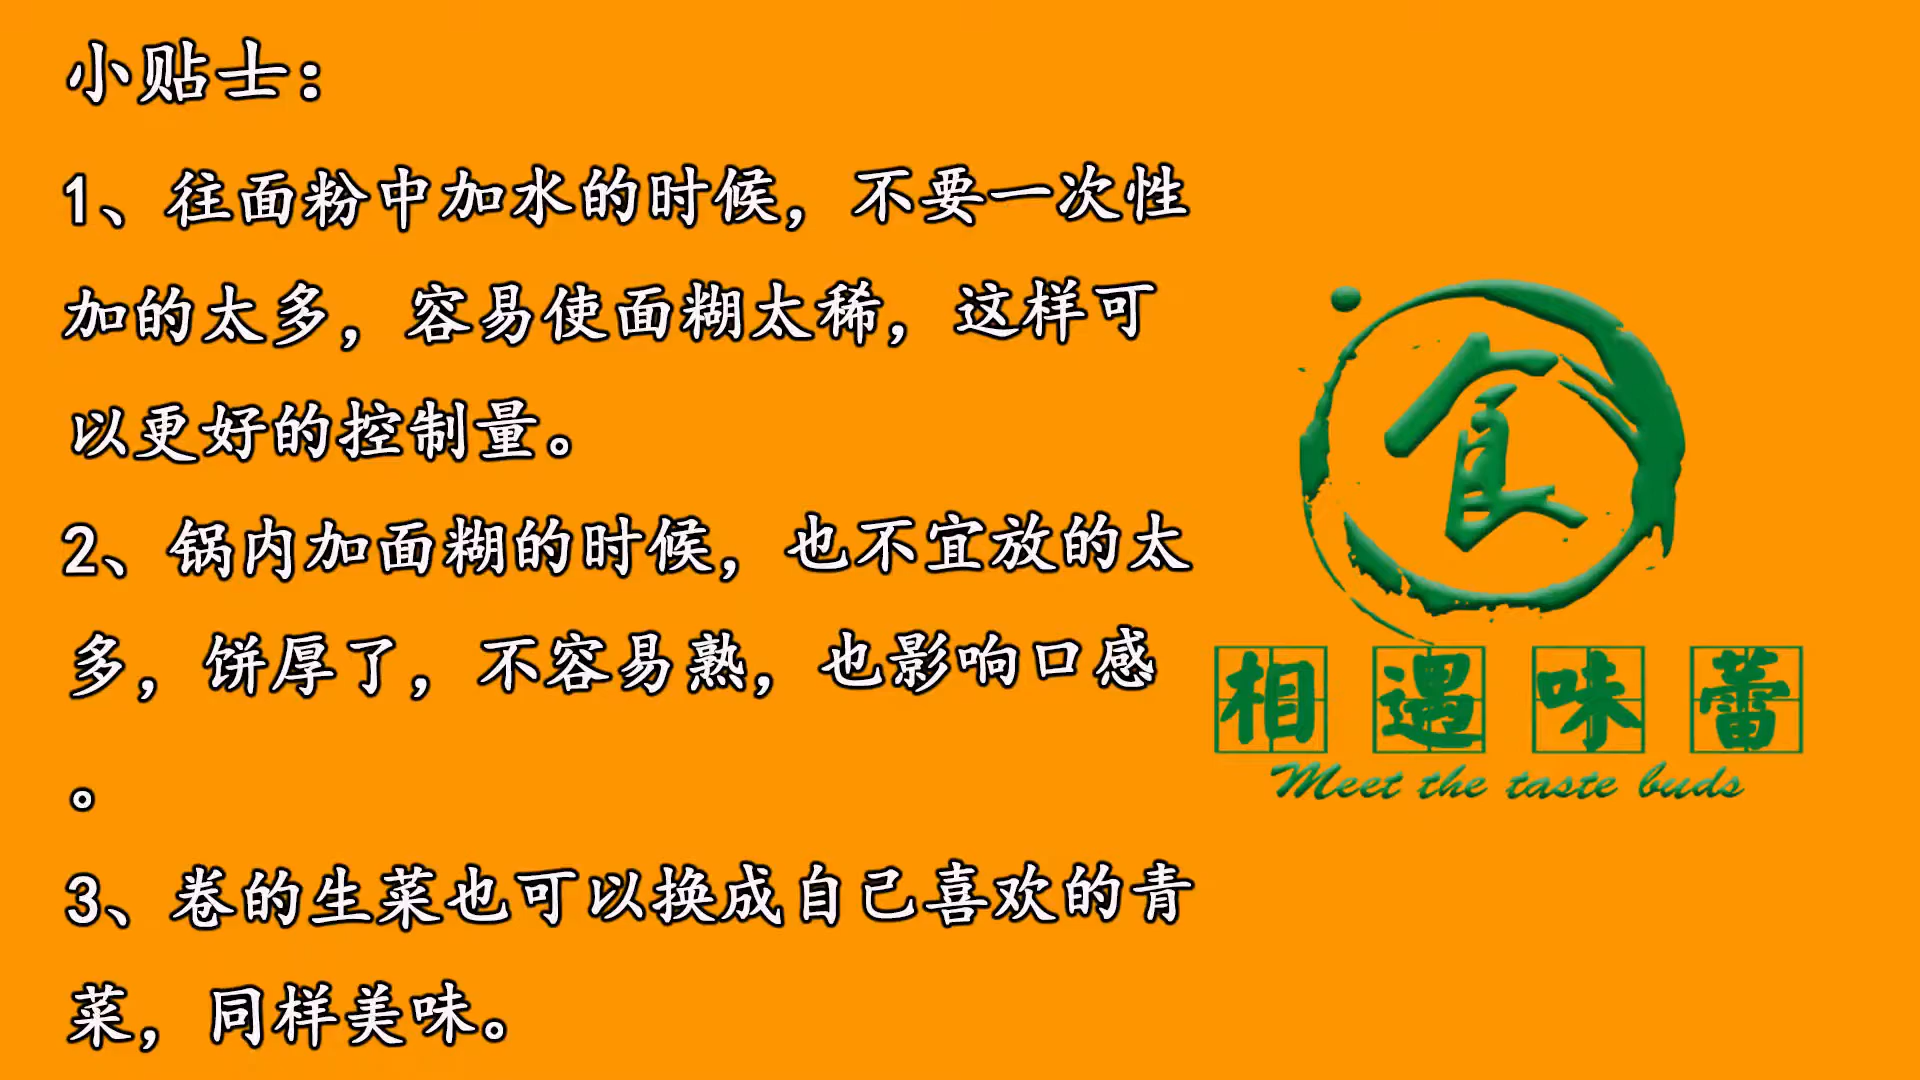 小贴士：
1、往面粉中加水的时候，不要一次性
加的太多，容易使面糊太稀，这样可
以更好的控制量。
2、锅内加面糊的时候，也不宜放的太
多，饼厚了，不容易熟，也影响口感
。
3、卷的生菜也可以换成自己喜欢的青
菜，同样美味。
食
相遇味蕾
Meet the taste buds